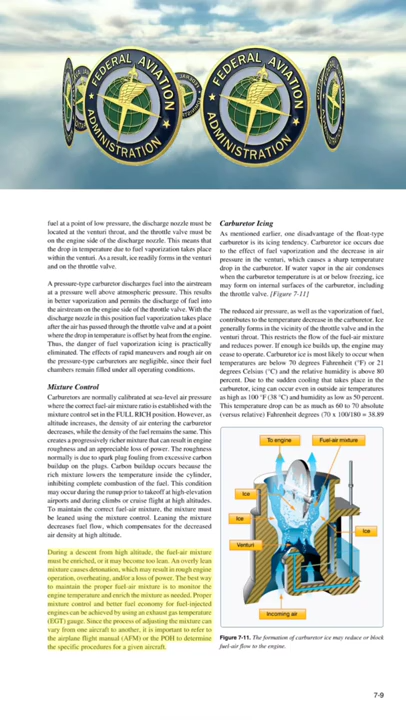 FEDERAL AVIATION
ADMINISTRATION
FEDERAL AVIATION
ADMINISTRATION
fuel at a point of low pressure, the discharge nozzle must be
located at the venturi throat, and the throttle valve must be
on the engine side of the discharge nozzle. This means that
the drop in temperature due to fuel vaporization takes place
within the venturi. As a result, ice readily forms in the venturi
and on the throttle valve.
A pressure-type carburetor discharges fuel into the airstream
at a pressure well above atmospheric pressure. This results
in better vaporization and permits the discharge of fuel into
the airstream on the engine side of the throttle valve. With the
discharge nozzle in this position fuel vaporization takes place
after the air has passed through the throttle valve and at a point
where the drop in temperature is offset by heat from the engine.
Thus, the danger of fuel vaporization icing is practically
eliminated. The effects of rapid maneuvers and rough air on
the pressure-type carburetors are negligible, since their fuel
chambers remain filled under all operating conditions.
Mixture Control
Carburetors are normally calibrated at sea-level air pressure
where the correct fuel-air mixture ratio is established with the
mixture control set in the FULL RICH position. However, as
altitude increases, the density of air entering the carburetor
decreases, while the density of the fuel remains the same. This
creates a progressively richer mixture that can result in engine
roughness and an appreciable loss of power. The roughness
normally is due to spark plug fouling from excessive carbon
buildup on the plugs. Carbon buildup occurs because the
rich mixture lowers the temperature inside the cylinder,
inhibiting complete combustion of the fuel. This condition
may occur during the runup prior to takeoff at high-elevation
airports and during climbs or cruise flight at high altitudes.
To maintain the correct fuel-air mixture, the mixture must
be leaned using the mixture control. Leaning the mixture
decreases fuel flow, which compensates for the decreased
air density at high altitude.
During a descent from high altitude, the fuel-air mixture
must be enriched, or it may become too lean. An overly lean
mixture causes detonation, which may result in rough engine
operation, overheating, and/or a loss of power. The best way
to maintain the proper fuel-air mixture is to monitor the
engine temperature and enrich the mixture as needed. Proper
mixture control and better fuel economy for fuel-injected
engines can be achieved by using an exhaust gas temperature
(EGT) gauge. Since the process of adjusting the mixture can
vary from one aircraft to another, it is important to refer to
the airplane flight manual (AFM) or the POH to determine
the specific procedures for a given aircraft.
Carburetor Icing
As mentioned earlier, one disadvantage of the float-type
carburetor is its icing tendency. Carburetor ice occurs due
to the effect of fuel vaporization and the decrease in air
pressure in the venturi, which causes a sharp temperature
drop in the carburetor. If water vapor in the air condenses
when the carburetor temperature is at or below freezing, ice
may form on internal surfaces of the carburetor, including
the throttle valve. [Figure 7-11]
The reduced air pressure, as well as the vaporization of fuel,
contributes to the temperature decrease in the carburetor. Ice
generally forms in the vicinity of the throttle valve and in the
venturi throat. This restricts the flow of the fuel-air mixture
and reduces power. If enough ice builds up, the engine may
cease to operate. Carburetor ice is most likely to occur when
temperatures are below 70 degrees Fahrenheit (°F) or 21
degrees Celsius (°C) and the relative humidity is above 80
percent. Due to the sudden cooling that takes place in the
carburetor, icing can occur even in outside air temperatures
as high as 100 °F (38 °C) and humidity as low as 50 percent.
This temperature drop can be as much as 60 to 70 absolute
(versus relative) Fahrenheit degrees (70 x 100/180 = 38.89
To engine
Fuel-air mixture
Ice
Ice
Ice
Venturi
Incoming air
Figure 7-11. The formation of carburetor ice may reduce or block
fuel-air flow to the engine.
7-9